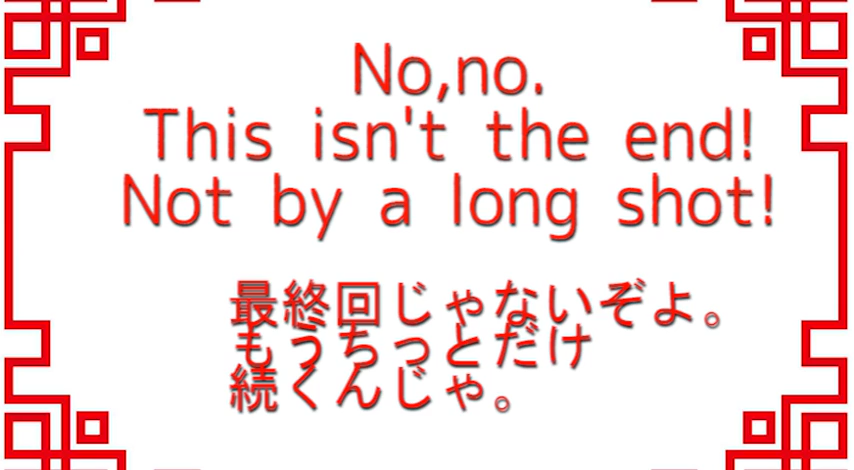 No,no.
This isn't the end!
Not by a long shot!
最終回じゃないぞよ。
もうちっとだけ
続くんじゃ。